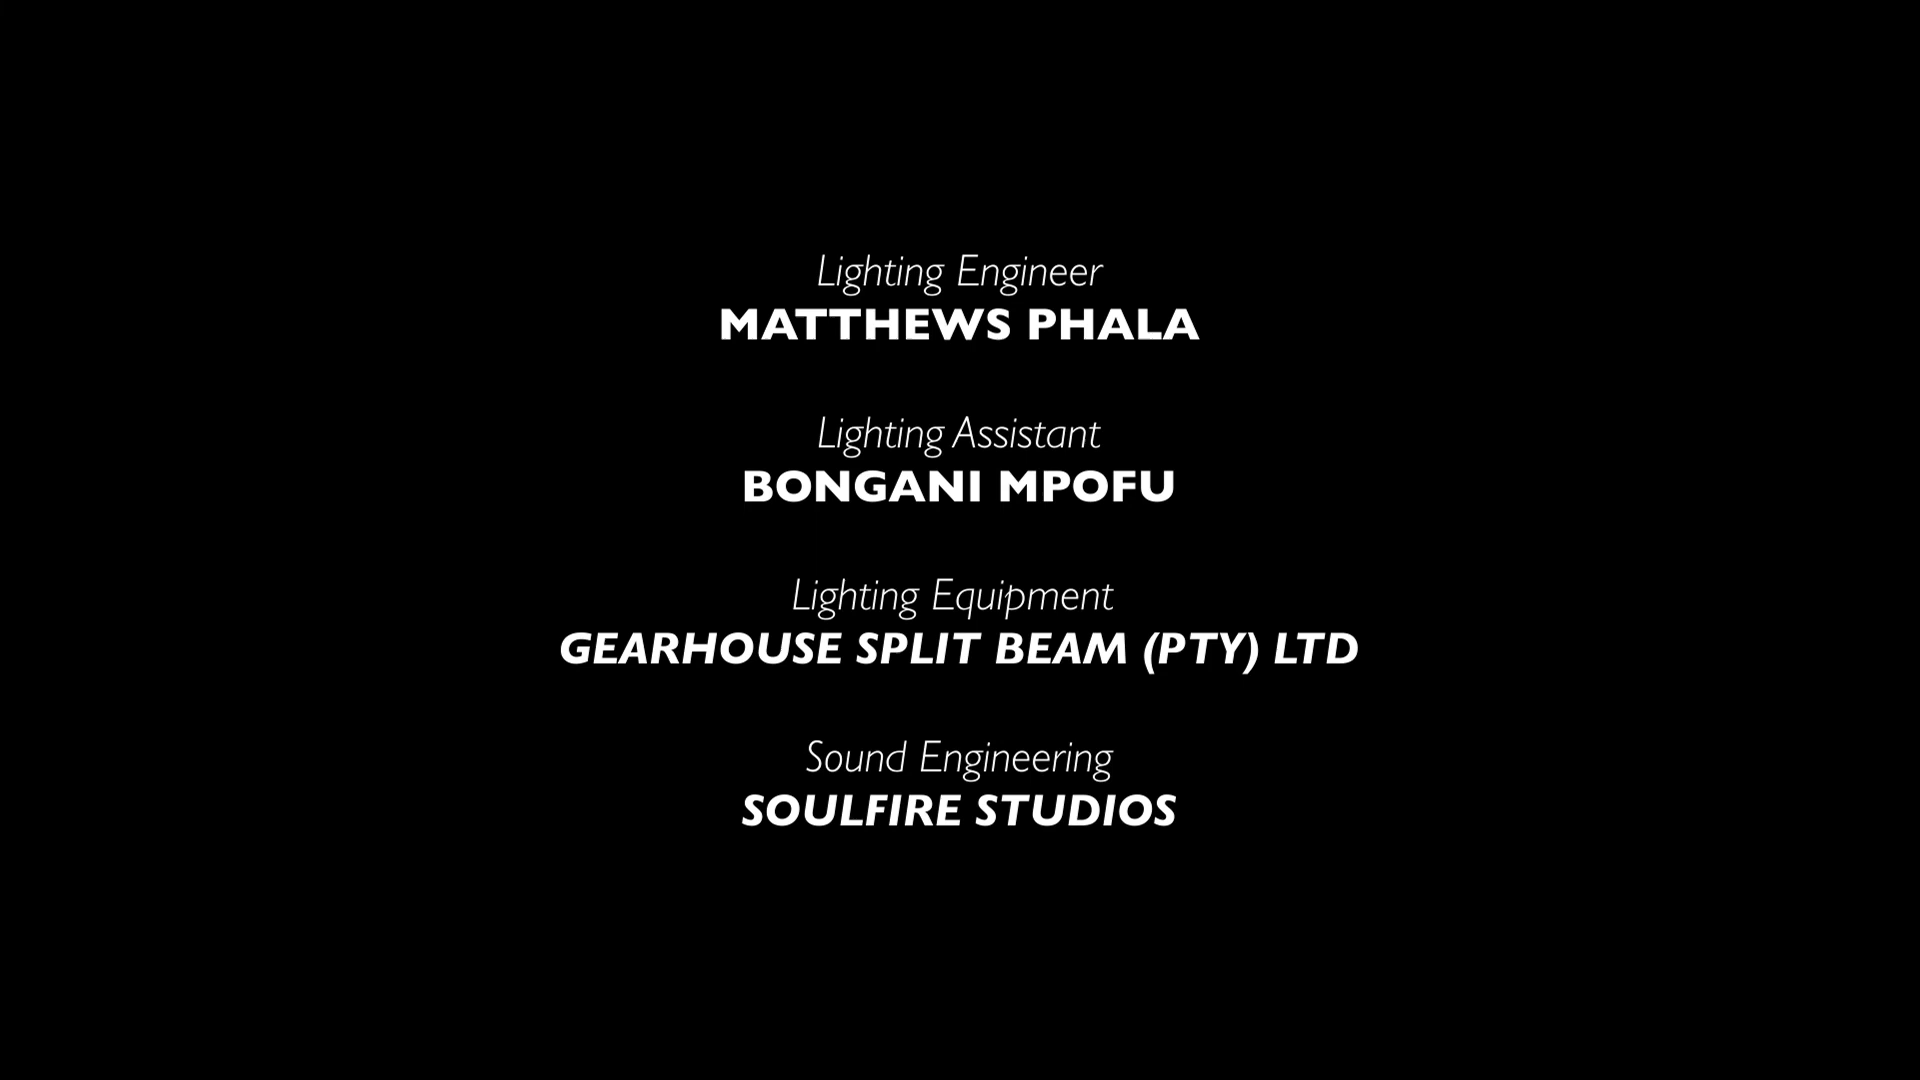 Lighting Engineer
MATTHEWS PHALA
Lighting Assistant
BONGANI MPOFU
Lighting Equipment
GEARHOUSE SPLIT BEAM (PTY) LTD
Sound Engineering
SOULFIRE STUDIOS